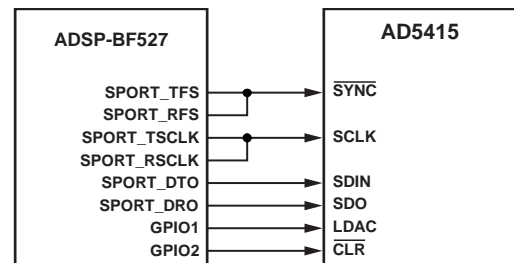 ADSP-BF527
AD5415
SPORT_TFS
SYNC
SPORT_RFS
SPORT_TSCLK
SCLK
SPORT_RSCLK
SPORT_DTO
SDIN
SPORT_DRO
SDO
GPIO1
LDAC
GPIO2
CLR